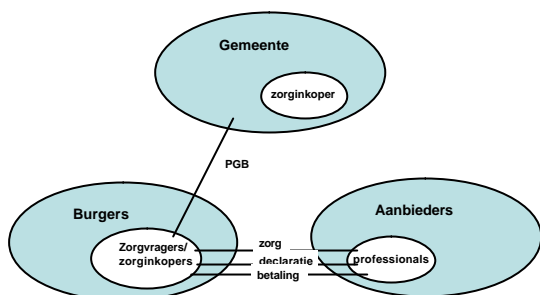 Gemeente
zorginkoper
PGB
Burgers
Aanbieders
Zorgvragers/
zorginkopers
zorg
declaratie
betaling
professionals